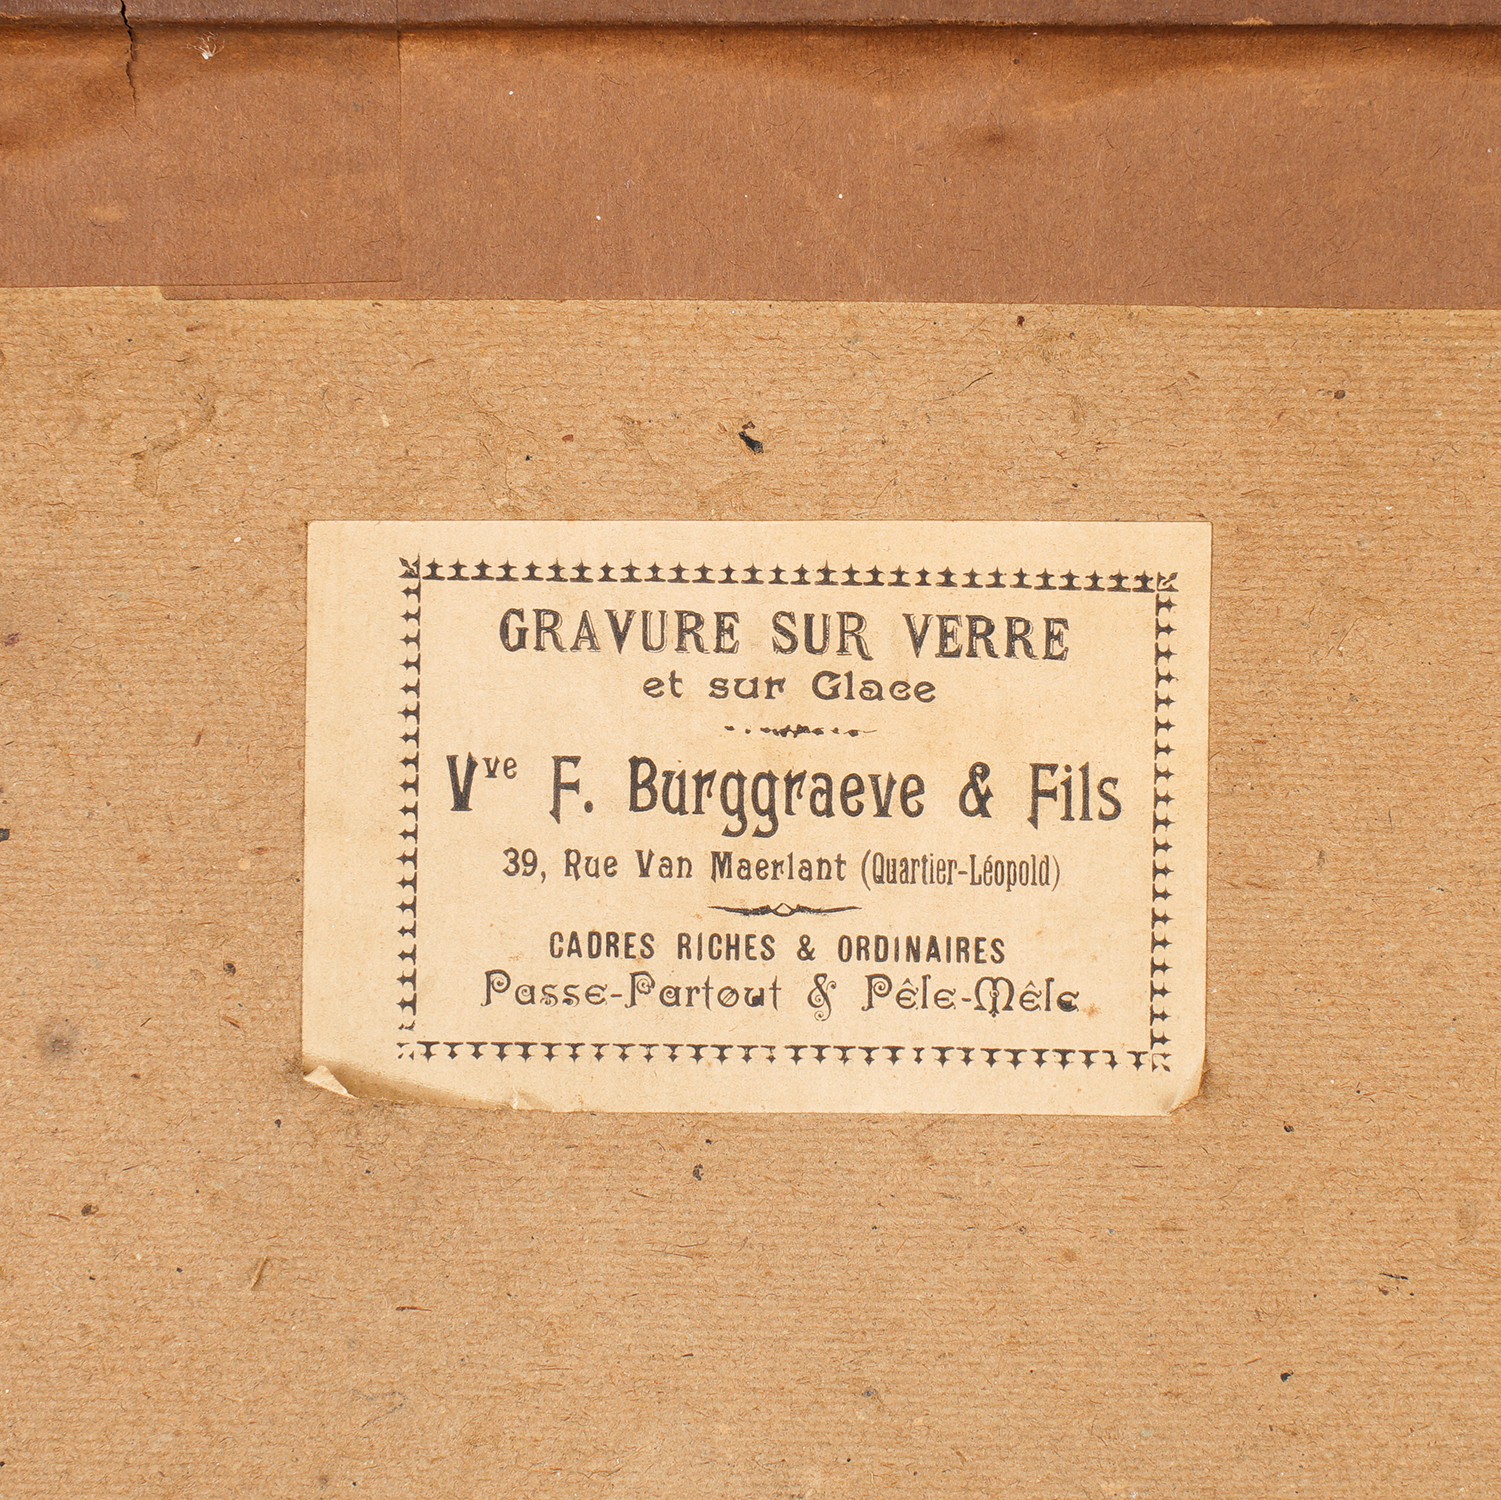 GRAVURE SUR VERRE
et sur Glace
Vve F. Burggraeve & Fils
39, Rue Van Maerlant (Quartier-Léopold)
CADRES RICHES & ORDINAIRES
Passe-Partout & Pêle-Mêle